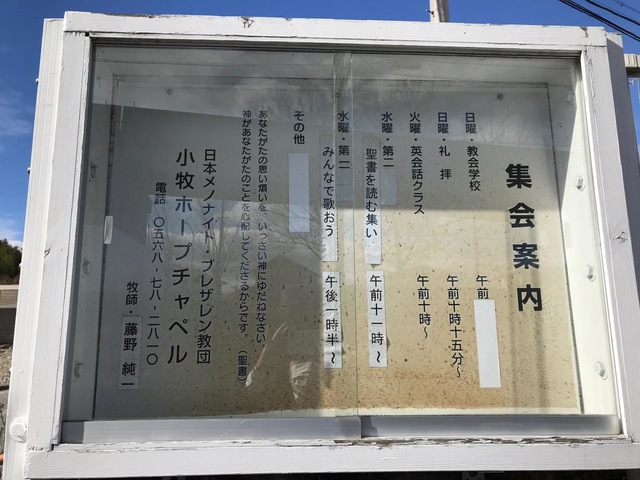 集会案内
日曜・教会学校 午前
日曜・礼 拝 午前十時十五分～
火曜・英会話クラス 午前十時～
水曜・第二 聖書を読む集い 午前十一時～
水曜・第二 みんなで歌おう 午後一時半～
その他
あなたがたの思い煩いを、いっさい神にゆだねなさい
神があなたがたのことを心配してくださるからです。(聖書)
日本メノナイト・ブレザレン教団
小牧ホープチャペル
電話 〇五六八・七八・二八一〇
牧師・藤野 純一